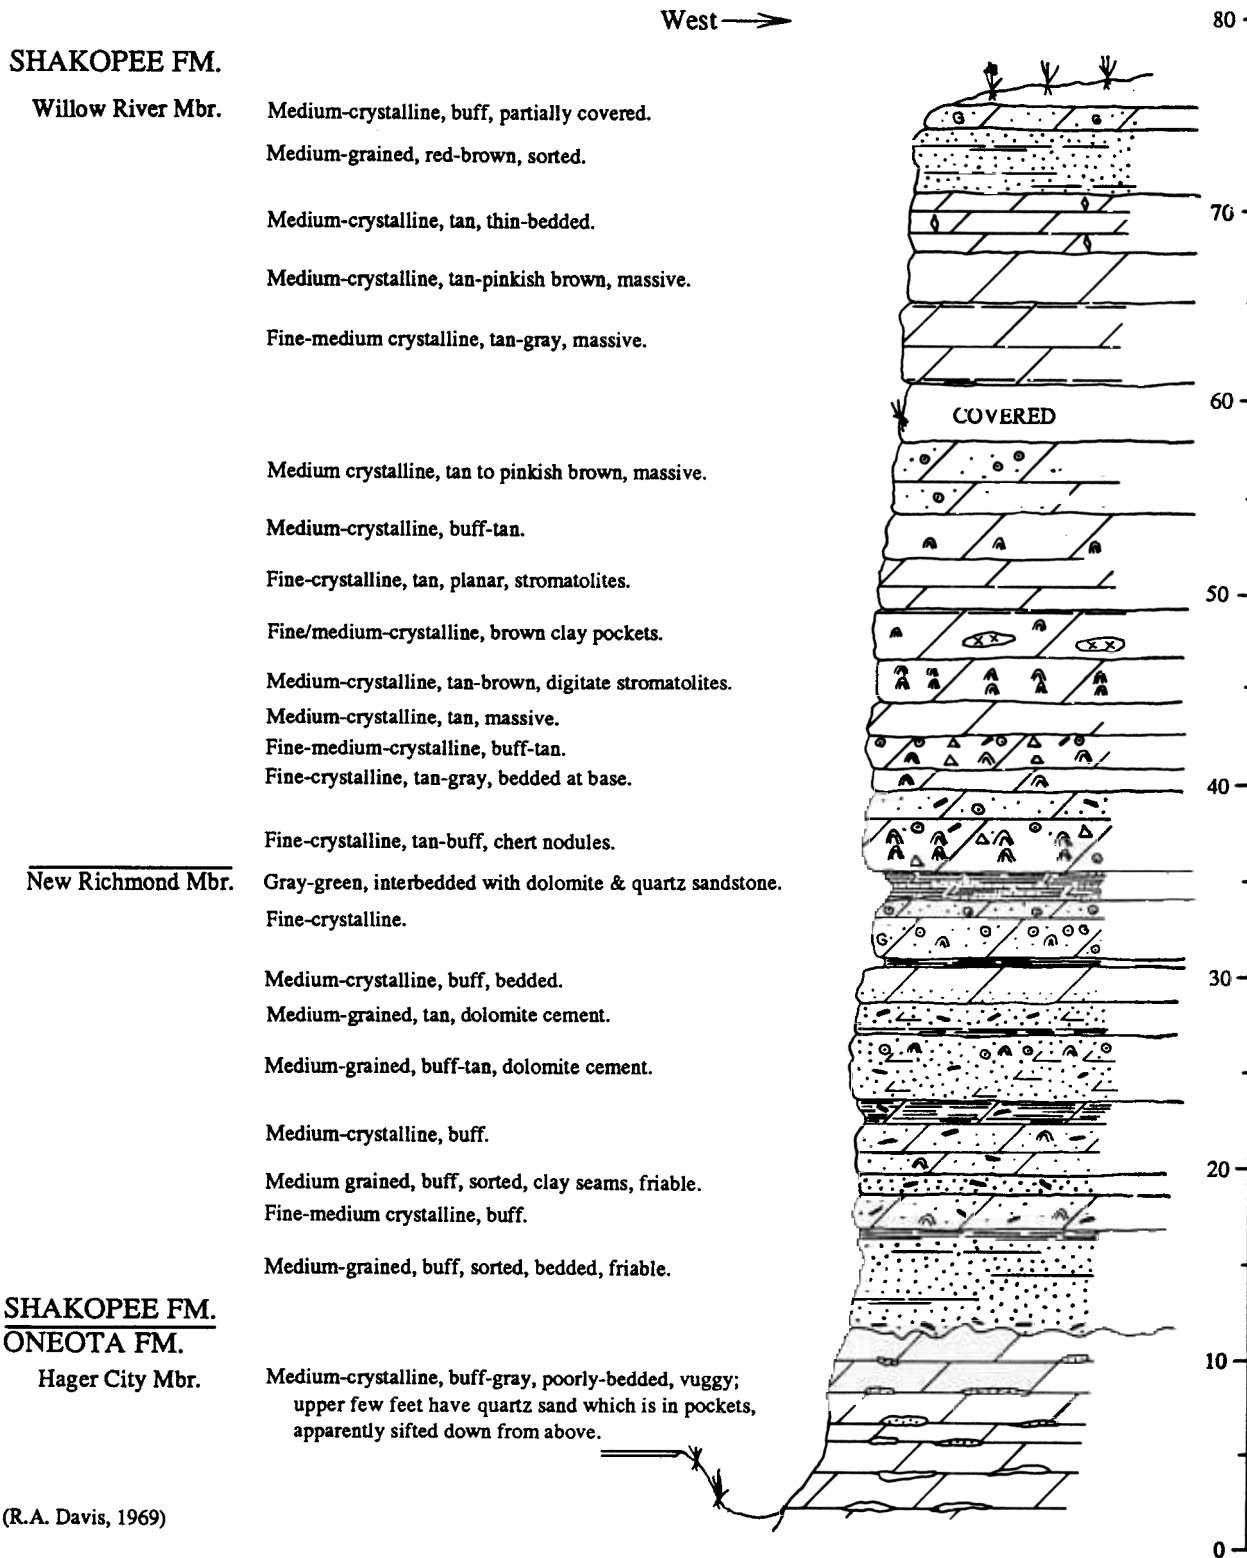 West
80
SHAKOPEE FM.
Willow River Mbr.
Medium-crystalline, buff, partially covered.
Medium-grained, red-brown, sorted.
70
Medium-crystalline, tan, thin-bedded.
Medium-crystalline, tan-pinkish brown, massive.
Fine-medium crystalline, tan-gray, massive.
60
COVERED
Medium crystalline, tan to pinkish brown, massive.
Medium-crystalline, buff-tan.
Fine-crystalline, tan, planar, stromatolites.
50
Fine/medium-crystalline, brown clay pockets.
Medium-crystalline, tan-brown, digitate stromatolites.
Medium-crystalline, tan, massive.
Fine-medium-crystalline, buff-tan.
Fine-crystalline, tan-gray, bedded at base.
40
Fine-crystalline, tan-buff, chert nodules.
New Richmond Mbr.
Gray-green, interbedded with dolomite & quartz sandstone.
Fine-crystalline.
Medium-crystalline, buff, bedded.
30
Medium-grained, tan, dolomite cement.
Medium-grained, buff-tan, dolomite cement.
Medium-crystalline, buff.
20
Medium grained, buff, sorted, clay seams, friable.
Fine-medium crystalline, buff.
Medium-grained, buff, sorted, bedded, friable.
SHAKOPEE FM.
ONEOTA FM.
10
Hager City Mbr.
Medium-crystalline, buff-gray, poorly-bedded, vuggy;
upper few feet have quartz sand which is in pockets,
apparently sifted down from above.
(R.A. Davis, 1969)
0